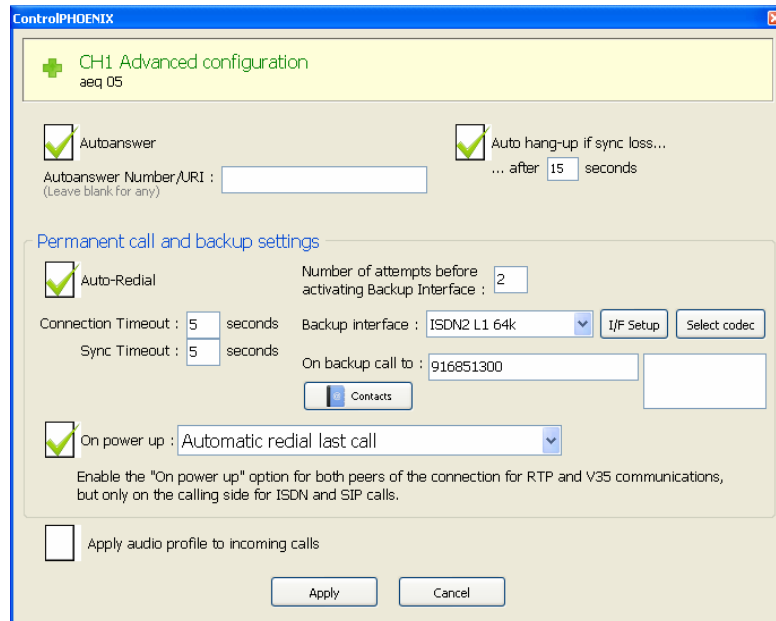 ControlPHOENIX
CH1 Advanced configuration
aeq 05
Autoanswer
Autoanswer Number/URI :
(Leave blank for any)
Auto hang-up if sync loss...
... after 15 seconds
Permanent call and backup settings
Auto-Redial
Number of attempts before
activating Backup Interface : 2
Connection Timeout : 5 seconds
Backup interface : ISDN2 L1 64k
I/F Setup
Select codec
Sync Timeout : 5 seconds
On backup call to : 916851300
Contacts
On power up : Automatic redial last call
Enable the "On power up" option for both peers of the connection for RTP and V35 communications,
but only on the calling side for ISDN and SIP calls.
Apply audio profile to incoming calls
Apply
Cancel